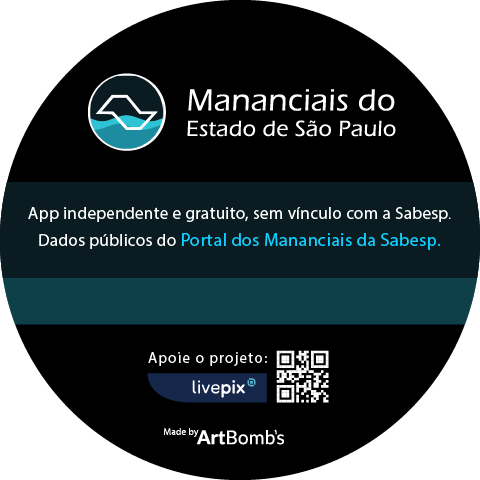 Mananciais do
Estado de São Paulo
App independente e gratuito, sem vínculo com a Sabesp.
Dados públicos do Portal dos Mananciais da Sabesp.
Apoie o projeto:
livepix
Made by ArtBomb's